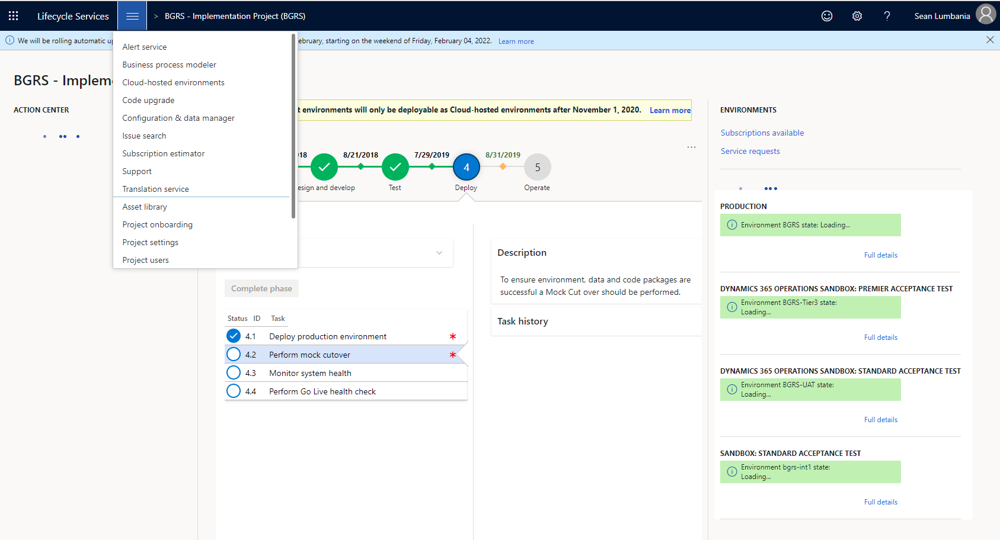 Lifecycle Services
> BGRS - Implementation Project (BGRS)
? Sean Lumbania
We will be rolling automatic
ebruary, starting on the weekend of Friday, February 04, 2022. Learn more
Alert service
Business process modeler
Cloud-hosted environments
Code upgrade
Configuration & data manager
Issue search
Subscription estimator
Support
Translation service
Asset library
Project onboarding
Project settings
Project users
BGRS - Implem
ACTION CENTER
t environments will only be deployable as Cloud-hosted environments after November 1, 2020. Learn more
...
18 8/21/2018 7/29/2019 8/31/2019
4 5
esign and develop Test Deploy Operate
Complete phase
Status ID Task
4.1 Deploy production environment *
4.2 Perform mock cutover *
4.3 Monitor system health
4.4 Perform Go Live health check
Description
To ensure environment, data and code packages are
successful a Mock Cut over should be performed.
Task history
ENVIRONMENTS
Subscriptions available
Service requests
PRODUCTION
Environment BGRS state: Loading...
Full details
DYNAMICS 365 OPERATIONS SANDBOX: PREMIER ACCEPTANCE TEST
Environment BGRS-Tier3 state:
Loading...
Full details
DYNAMICS 365 OPERATIONS SANDBOX: STANDARD ACCEPTANCE TEST
Environment BGRS-UAT state:
Loading...
Full details
SANDBOX: STANDARD ACCEPTANCE TEST
Environment bgrs-int1 state:
Loading...
Full details